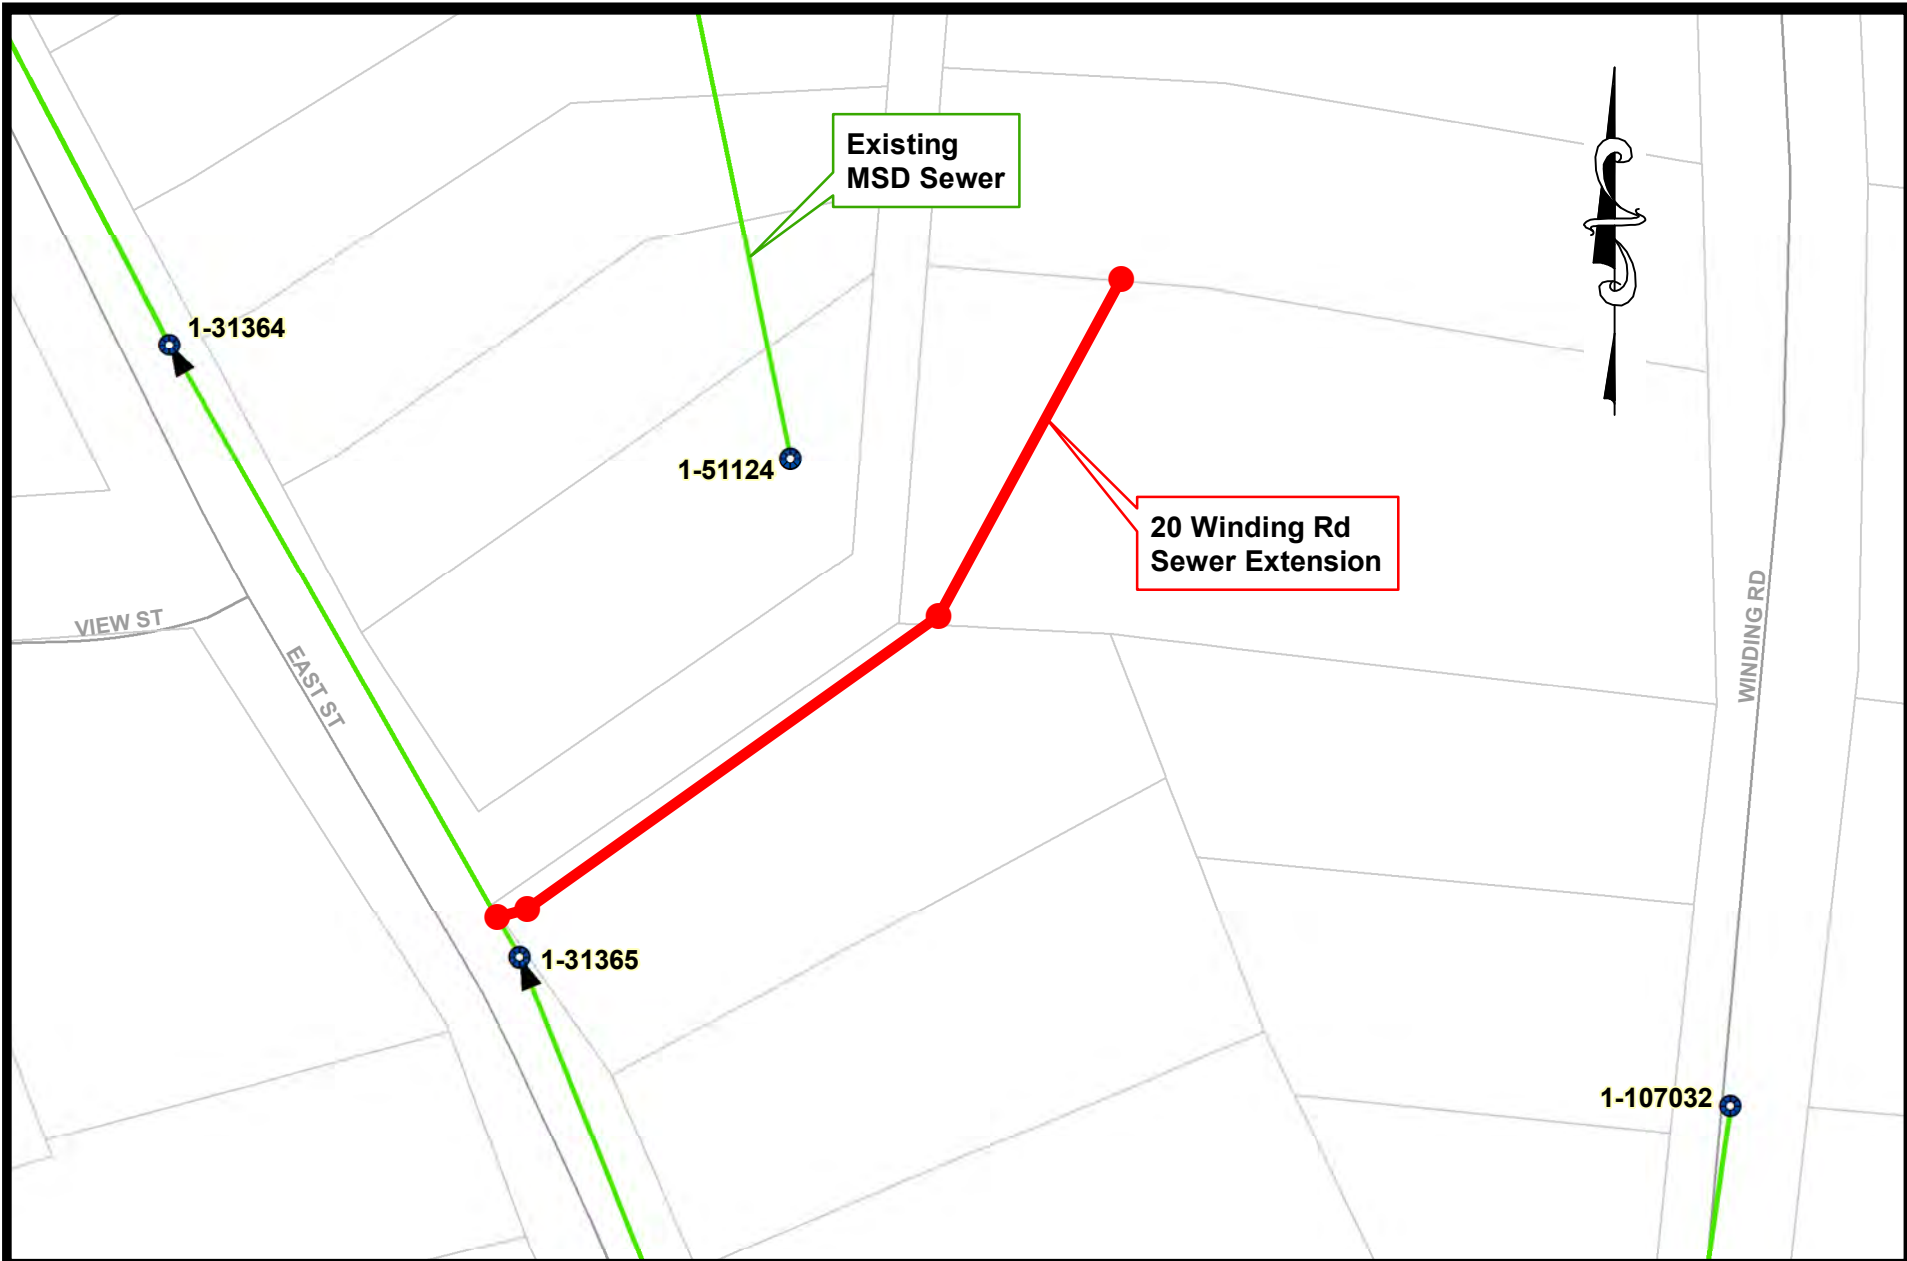 Existing
MSD Sewer
1-31364
1-51124
20 Winding Rd
Sewer Extension
VIEW ST
EAST ST
WINDING RD
1-31365
1-107032